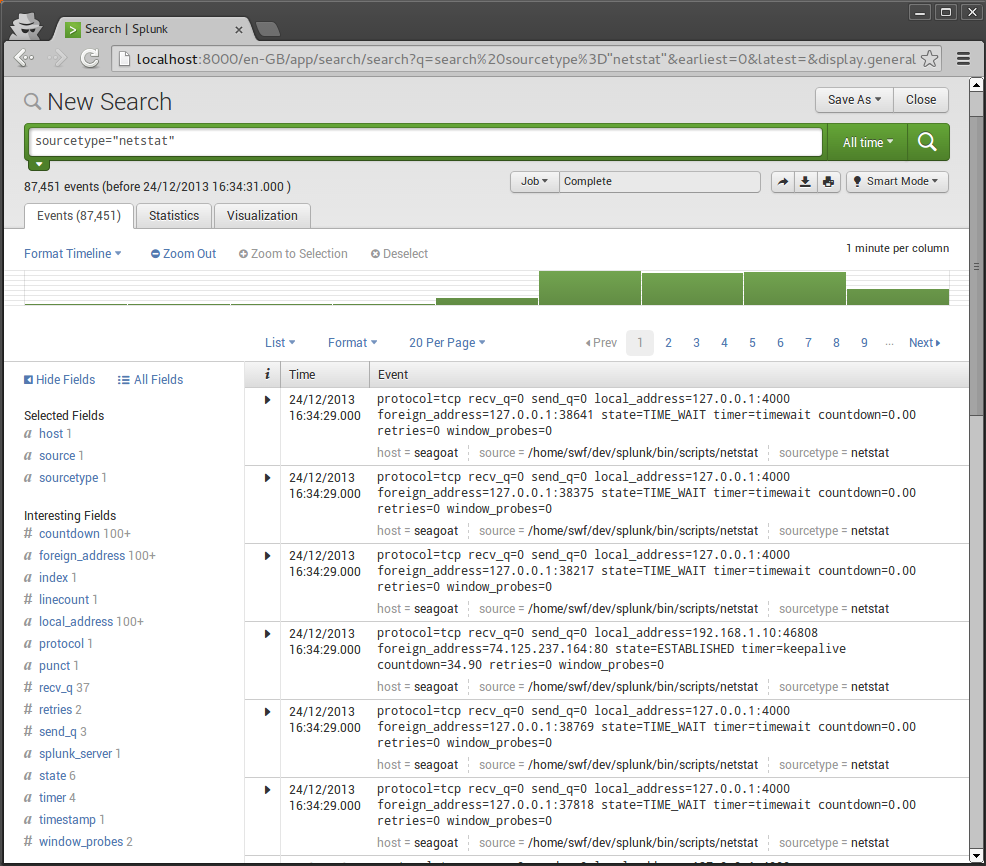 Search | Splunk
localhost:8000/en-GB/app/search/search?q=search%20sourcetype%3D"netstat"&earliest=0&latest=&display.general
New Search
Save As
Close
sourcetype="netstat"
All time
87,451 events (before 24/12/2013 16:34:31.000 )
Job
Complete
Smart Mode
Events (87,451)
Statistics
Visualization
Format Timeline
Zoom Out
Zoom to Selection
Deselect
1 minute per column
List
Format
20 Per Page
Prev
1
2
3
4
5
6
7
8
9
...
Next
Hide Fields
All Fields
Selected Fields
a host 1
a source 1
a sourcetype 1
Interesting Fields
# countdown 100+
a foreign_address 100+
a index 1
# linecount 1
a local_address 100+
a protocol 1
a punct 1
# recv_q 37
# retries 2
# send_q 3
a splunk_server 1
a state 6
a timer 4
a timestamp 1
# window_probes 2
i
Time
Event
24/12/2013
16:34:29.000
protocol=tcp recv_q=0 send_q=0 local_address=127.0.0.1:4000
foreign_address=127.0.0.1:38641 state=TIME_WAIT timer=timewait countdown=0.00
retries=0 window_probes=0
host = seagoat source = /home/swf/dev/splunk/bin/scripts/netstat sourcetype = netstat
24/12/2013
16:34:29.000
protocol=tcp recv_q=0 send_q=0 local_address=127.0.0.1:4000
foreign_address=127.0.0.1:38375 state=TIME_WAIT timer=timewait countdown=0.00
retries=0 window_probes=0
host = seagoat source = /home/swf/dev/splunk/bin/scripts/netstat sourcetype = netstat
24/12/2013
16:34:29.000
protocol=tcp recv_q=0 send_q=0 local_address=127.0.0.1:4000
foreign_address=127.0.0.1:38217 state=TIME_WAIT timer=timewait countdown=0.00
retries=0 window_probes=0
host = seagoat source = /home/swf/dev/splunk/bin/scripts/netstat sourcetype = netstat
24/12/2013
16:34:29.000
protocol=tcp recv_q=0 send_q=0 local_address=192.168.1.10:46808
foreign_address=74.125.237.164:80 state=ESTABLISHED timer=keepalive
countdown=34.90 retries=0 window_probes=0
host = seagoat source = /home/swf/dev/splunk/bin/scripts/netstat sourcetype = netstat
24/12/2013
16:34:29.000
protocol=tcp recv_q=0 send_q=0 local_address=127.0.0.1:4000
foreign_address=127.0.0.1:38769 state=TIME_WAIT timer=timewait countdown=0.00
retries=0 window_probes=0
host = seagoat source = /home/swf/dev/splunk/bin/scripts/netstat sourcetype = netstat
24/12/2013
16:34:29.000
protocol=tcp recv_q=0 send_q=0 local_address=127.0.0.1:4000
foreign_address=127.0.0.1:37818 state=TIME_WAIT timer=timewait countdown=0.00
retries=0 window_probes=0
host = seagoat source = /home/swf/dev/splunk/bin/scripts/netstat sourcetype = netstat